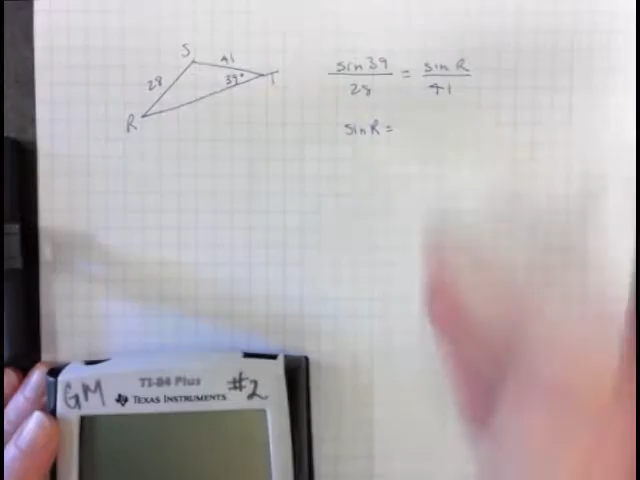 S
41
28
39°
T
R
sin 39 / 28 = sin R / 41
sin R =
GM
TI-84 Plus
#2
TEXAS INSTRUMENTS